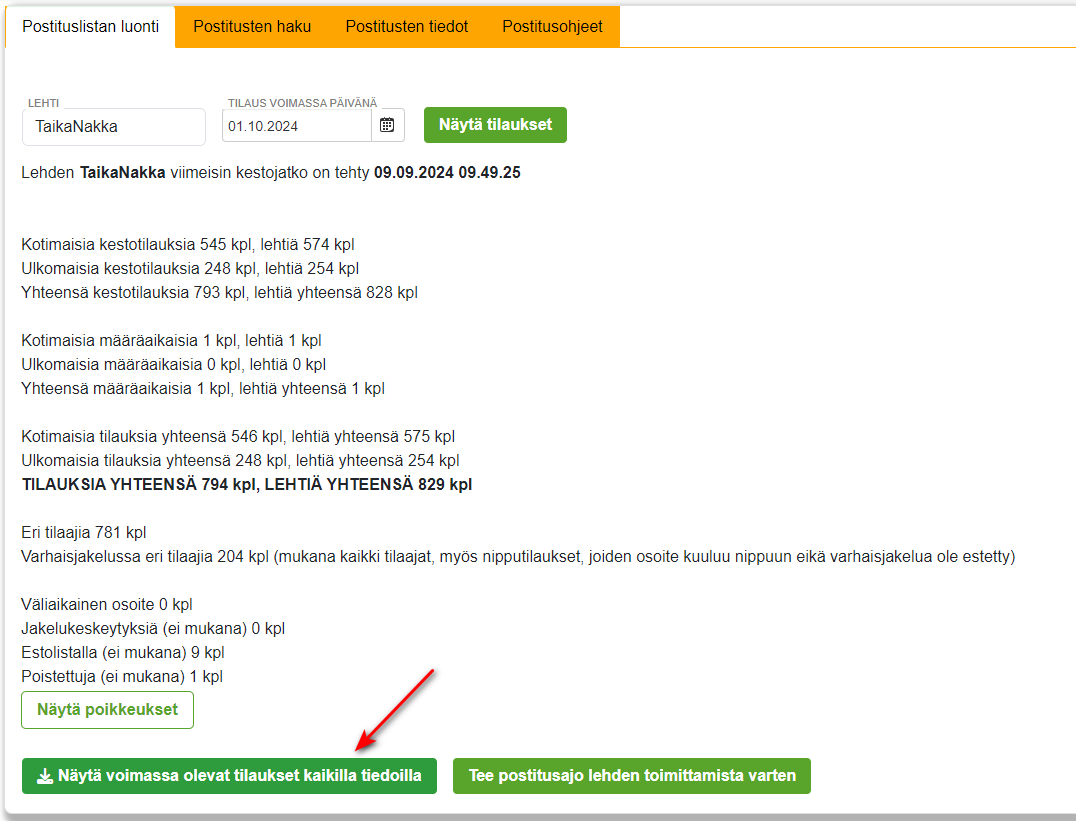 Postituslistan luonti Postitusten haku Postitusten tiedot Postitusohjeet
LEHTI TILAUS VOIMASSA PÄIVÄNÄ
TaikaNakka 01.10.2024 Näytä tilaukset
Lehden TaikaNakka viimeisin kestojatko on tehty 09.09.2024 09.49.25
Kotimaisia kestotilauksia 545 kpl, lehtiä 574 kpl
Ulkomaisia kestotilauksia 248 kpl, lehtiä 254 kpl
Yhteensä kestotilauksia 793 kpl, lehtiä yhteensä 828 kpl
Kotimaisia määräaikaisia 1 kpl, lehtiä 1 kpl
Ulkomaisia määräaikaisia 0 kpl, lehtiä 0 kpl
Yhteensä määräaikaisia 1 kpl, lehtiä yhteensä 1 kpl
Kotimaisia tilauksia yhteensä 546 kpl, lehtiä yhteensä 575 kpl
Ulkomaisia tilauksia yhteensä 248 kpl, lehtiä yhteensä 254 kpl
TILAUKSIA YHTEENSÄ 794 kpl, LEHTIÄ YHTEENSÄ 829 kpl
Eri tilaajia 781 kpl
Varhaisjakelussa eri tilaajia 204 kpl (mukana kaikki tilaajat, myös nipputilaukset, joiden osoite kuuluu nippuun eikä varhaisjakelua ole estetty)
Väliaikainen osoite 0 kpl
Jakelukeskeytyksiä (ei mukana) 0 kpl
Estolistalla (ei mukana) 9 kpl
Poistettuja (ei mukana) 1 kpl
Näytä poikkeukset
Näytä voimassa olevat tilaukset kaikilla tiedoilla Tee postitusajo lehden toimittamista varten